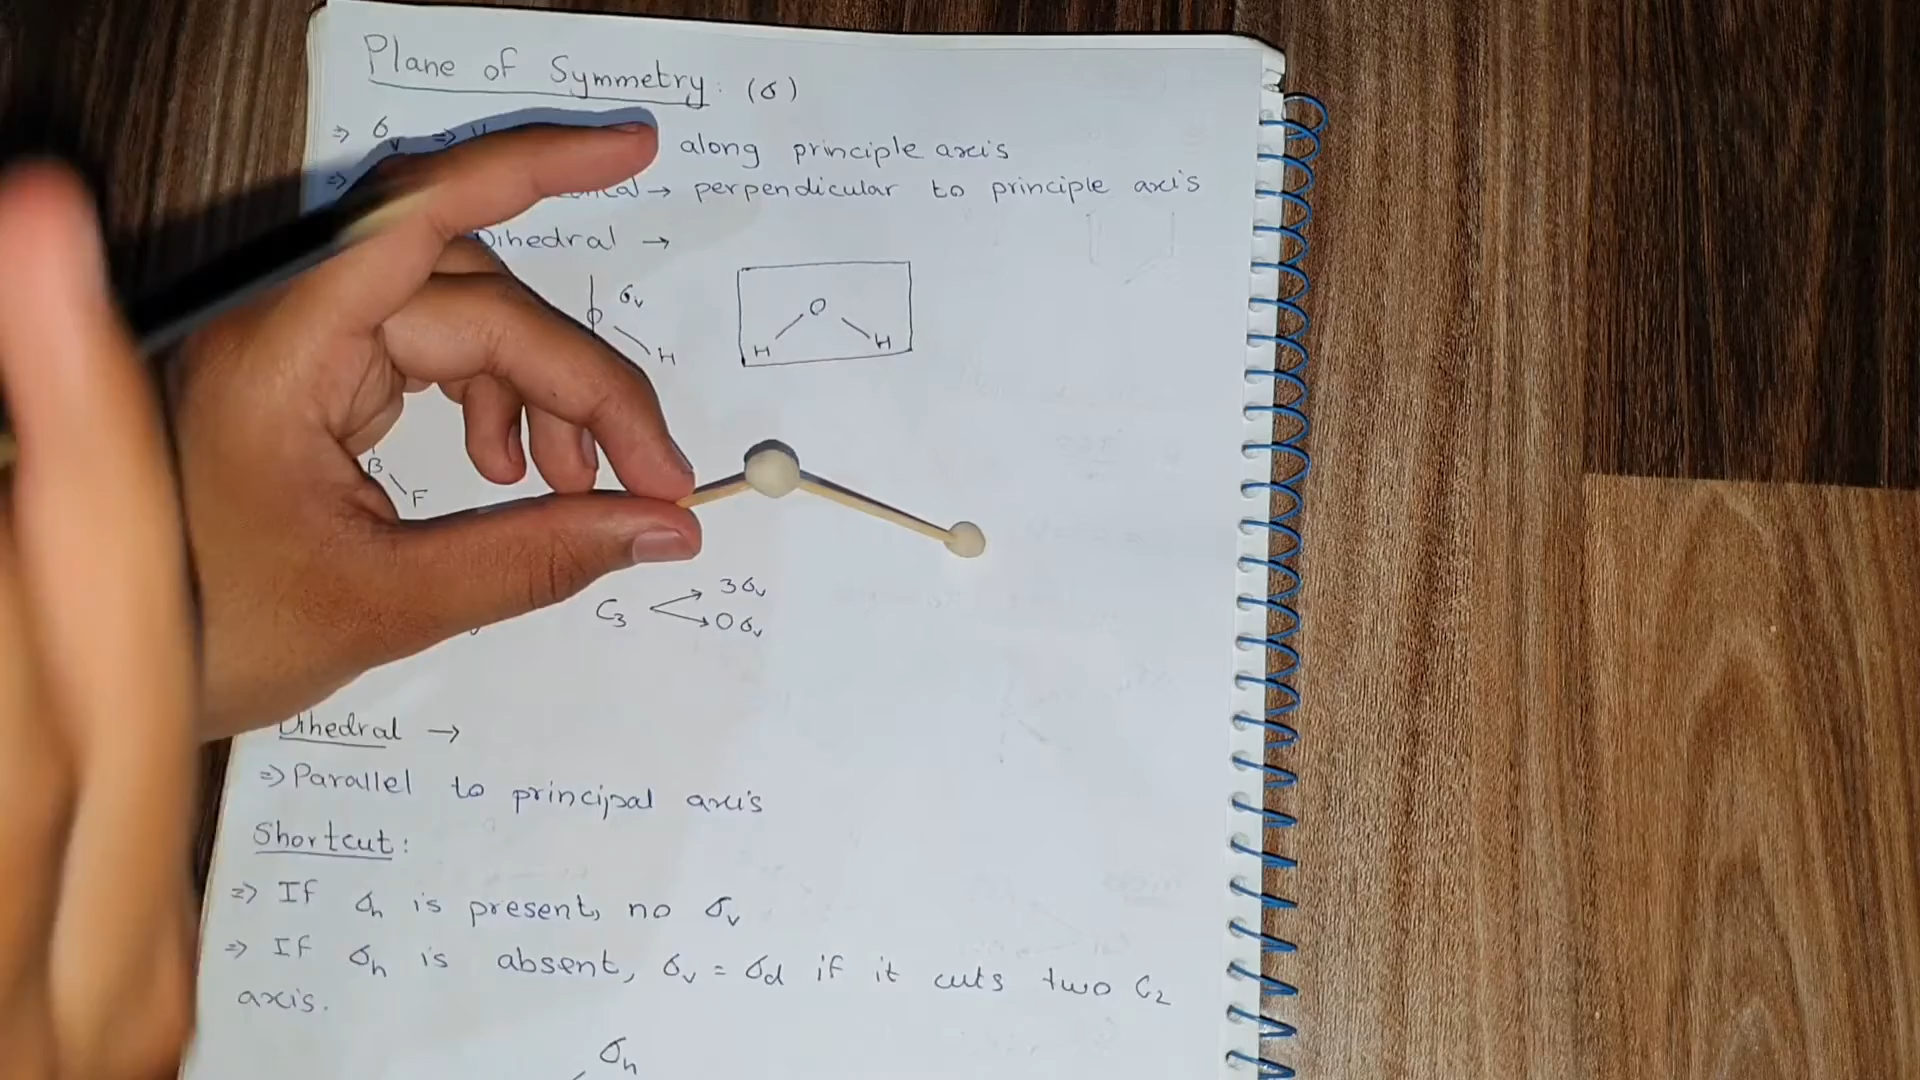 Plane of Symmetry: (σ)
⇒ σv ⇒ along principle axis
⇒ → perpendicular to principle axis
Dihedral →
σv
O
H
H
H
B
F
C3 3σv
0σv
Dihedral →
⇒ Parallel to principal axis
Shortcut:
⇒ If σh is present, no σv
⇒ If σh is absent, σv = σd if it cuts two C2
axis.
σh